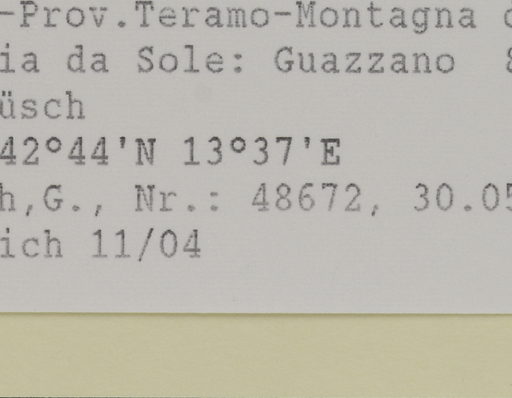 -Prov.Teramo-Montagna
ia da Sole: Guazzano 8
üsch
42°44'N 13°37'E
h,G., Nr.: 48672, 30.05
ich 11/04